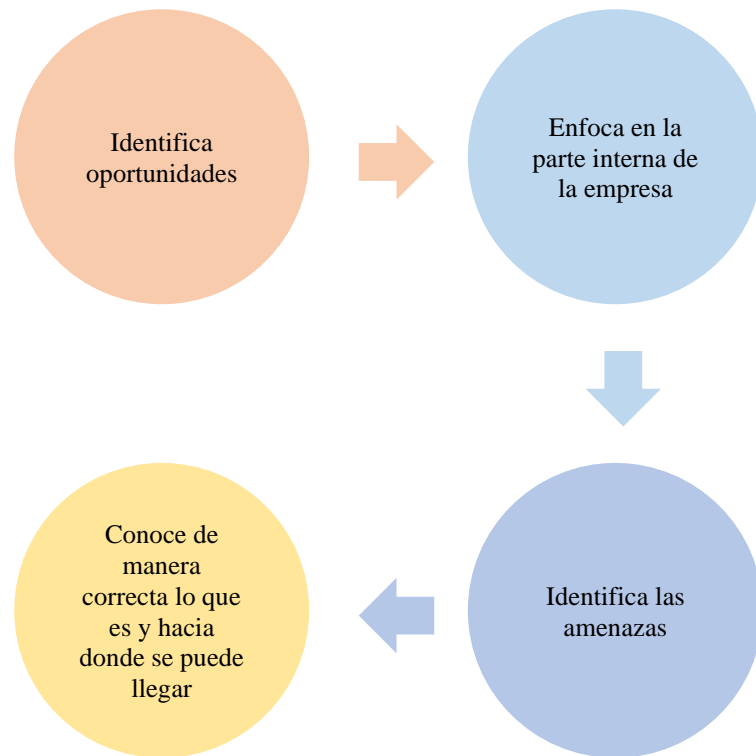 Identifica
oportunidades
Enfoca en la
parte interna de
la empresa
Identifica las
amenazas
Conoce de
manera
correcta lo que
es y hacia
donde se puede
llegar